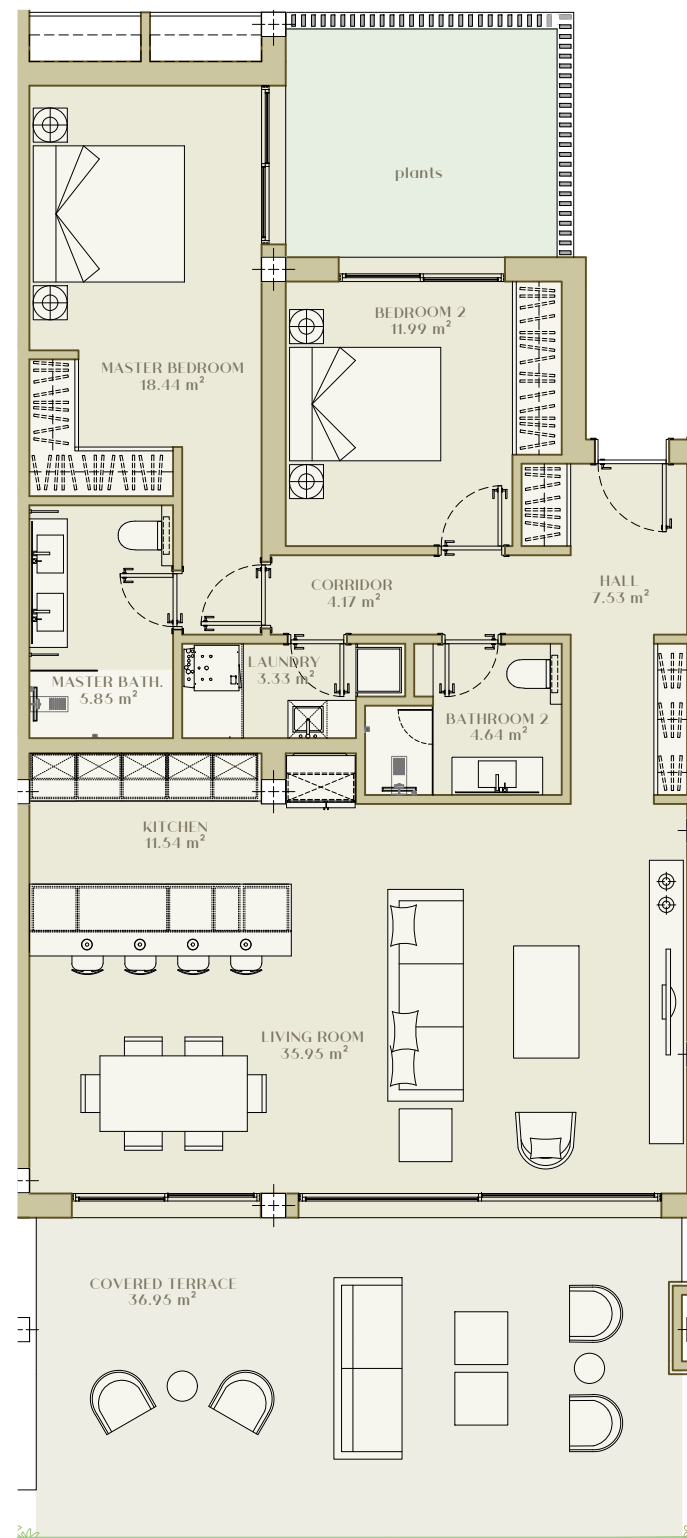 plants
BEDROOM 2
11.99 m²
MASTER BEDROOM
18.44 m²
CORRIDOR
4.17 m²
HALL
7.53 m²
LAUNDRY
3.33 m²
MASTER BATH.
5.85 m²
BATHROOM 2
4.64 m²
KITCHEN
11.54 m²
LIVING ROOM
35.95 m²
COVERED TERRACE
36.95 m²